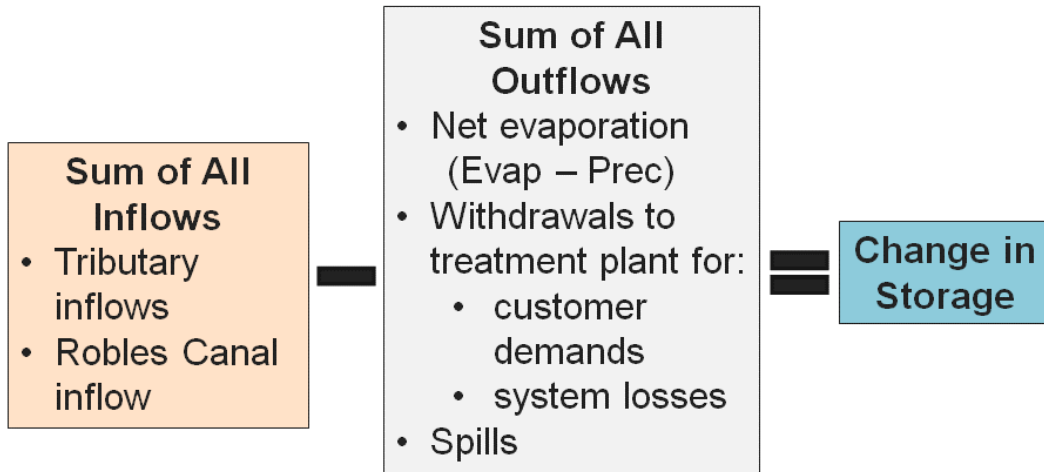 Sum of All
Inflows
• Tributary
inflows
• Robles Canal
inflow
Sum of All
Outflows
• Net evaporation
(Evap – Prec)
• Withdrawals to
treatment plant for:
• customer
demands
• system losses
• Spills
Change in
Storage